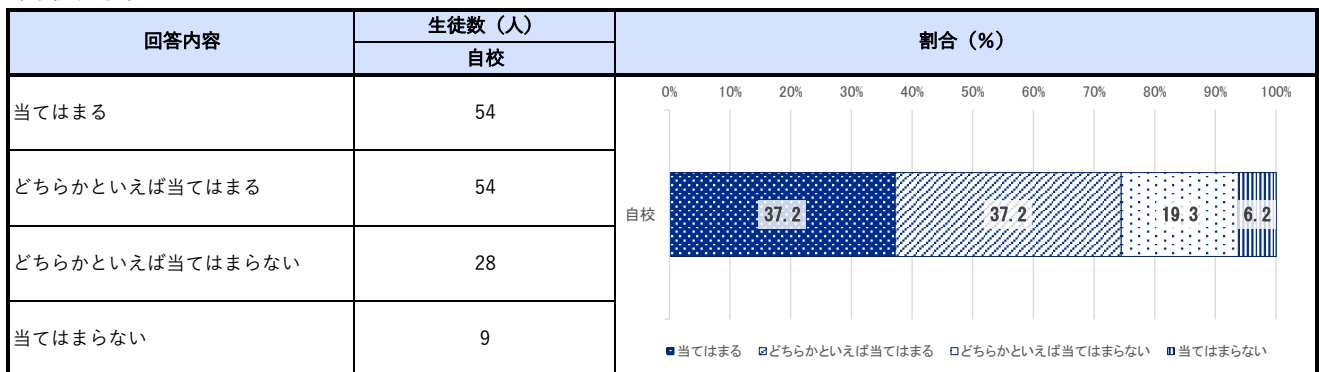 回答内容
生徒数（人）
自校
割合（%）
当てはまる
54
どちらかといえば当てはまる
54
どちらかといえば当てはまらない
28
当てはまらない
9
0% 10% 20% 30% 40% 50% 60% 70% 80% 90% 100%
自校 37.2 37.2 19.3 6.2
当てはまる どちらかといえば当てはまる どちらかといえば当てはまらない 当てはまらない